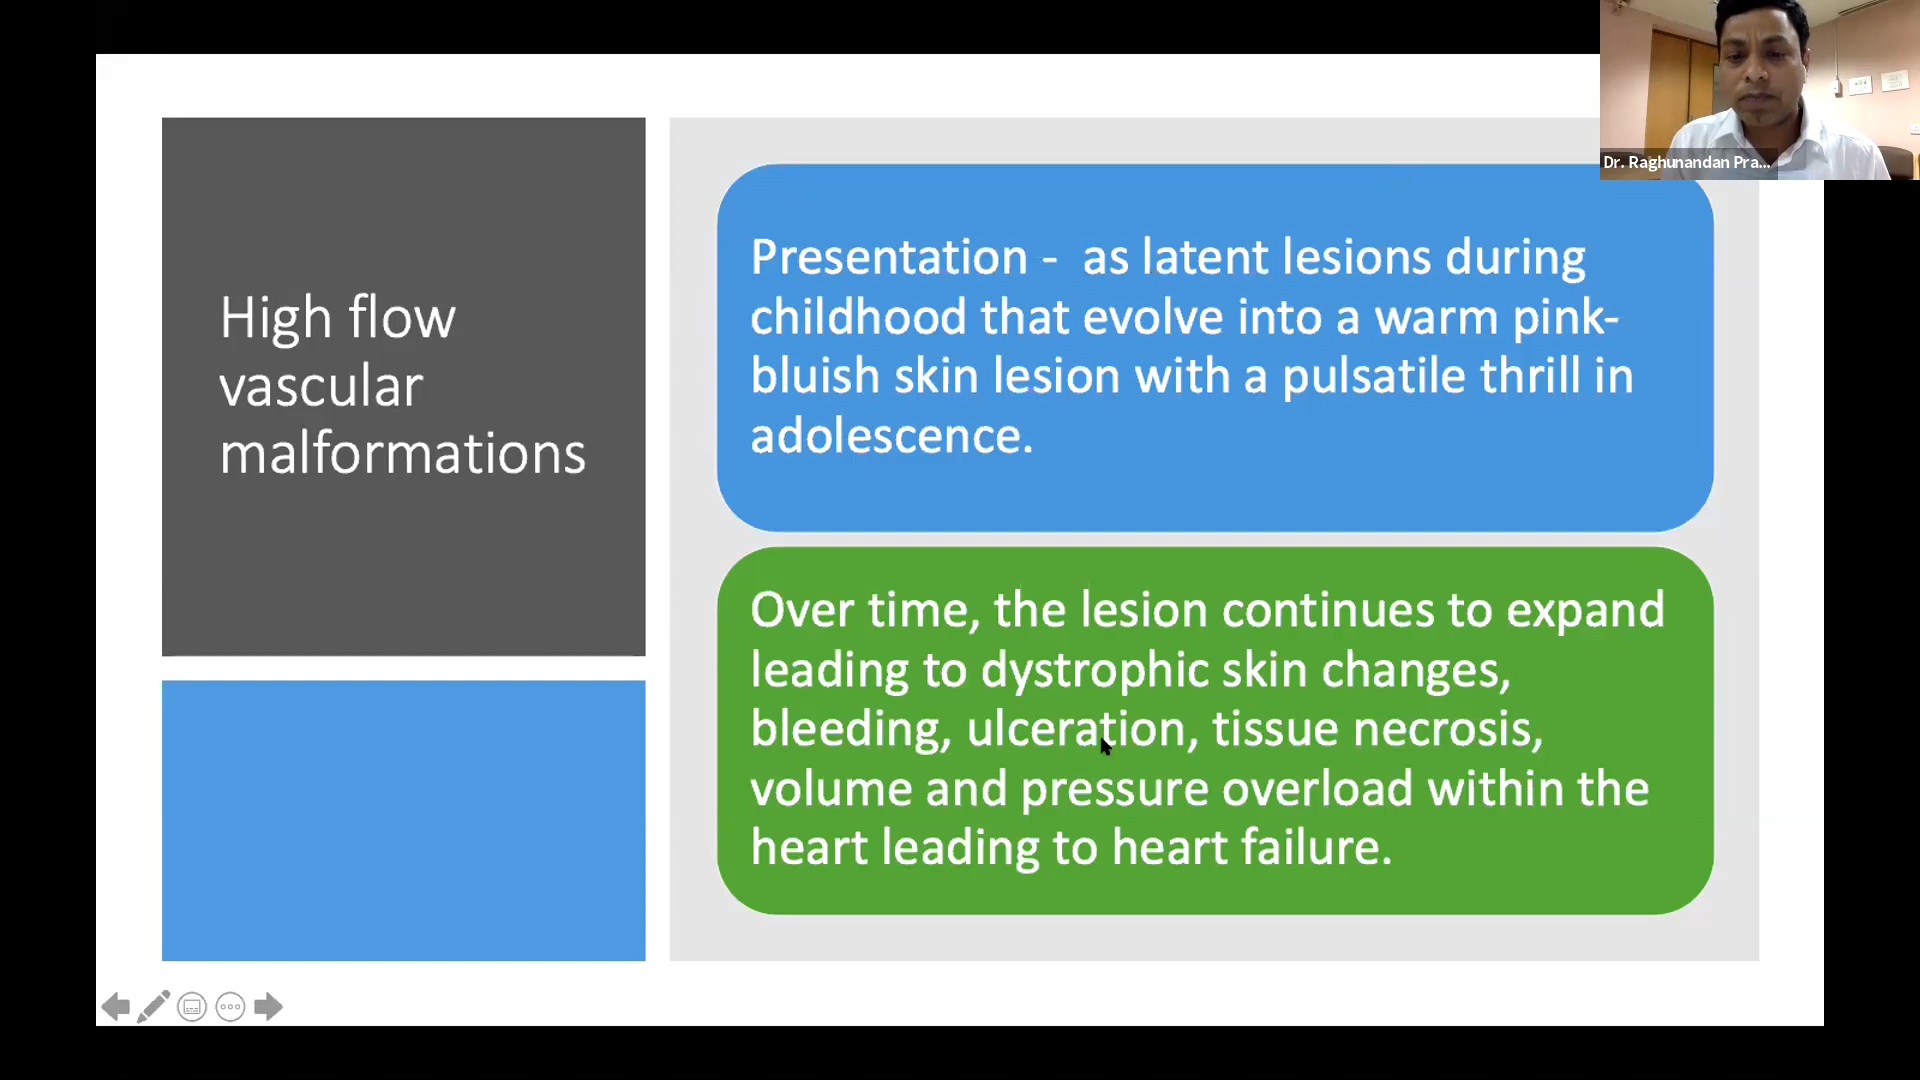 High flow
vascular
malformations
Presentation -  as latent lesions during
childhood that evolve into a warm pink-
bluish skin lesion with a pulsatile thrill in
adolescence.
Over time, the lesion continues to expand
leading to dystrophic skin changes,
bleeding, ulceration, tissue necrosis,
volume and pressure overload within the
heart leading to heart failure.
Dr. Raghunandan Pra...